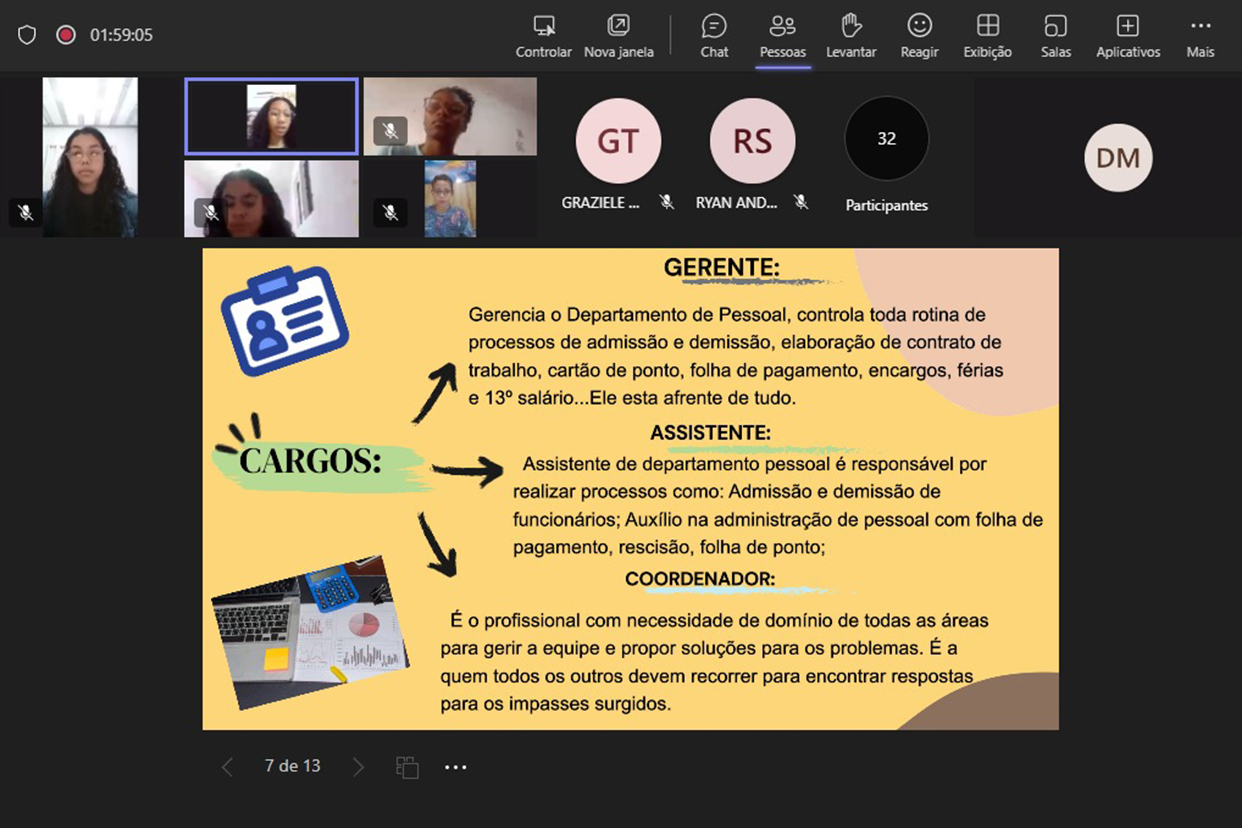 01:59:05
Controlar
Nova janela
Chat
Pessoas
Levantar
Reagir
Exibição
Salas
Aplicativos
Mais
GT
GRAZIELE ...
RS
RYAN AND...
32
Participantes
DM
GERENTE:
Gerencia o Departamento de Pessoal, controla toda rotina de
processos de admissão e demissão, elaboração de contrato de
trabalho, cartão de ponto, folha de pagamento, encargos, férias
e 13º salário...Ele esta afrente de tudo.
CARGOS:
ASSISTENTE:
Assistente de departamento pessoal é responsável por
realizar processos como: Admissão e demissão de
funcionários; Auxílio na administração de pessoal com folha de
pagamento, rescisão, folha de ponto;
COORDENADOR:
É o profissional com necessidade de domínio de todas as áreas
para gerir a equipe e propor soluções para os problemas. É a
quem todos os outros devem recorrer para encontrar respostas
para os impasses surgidos.
7 de 13